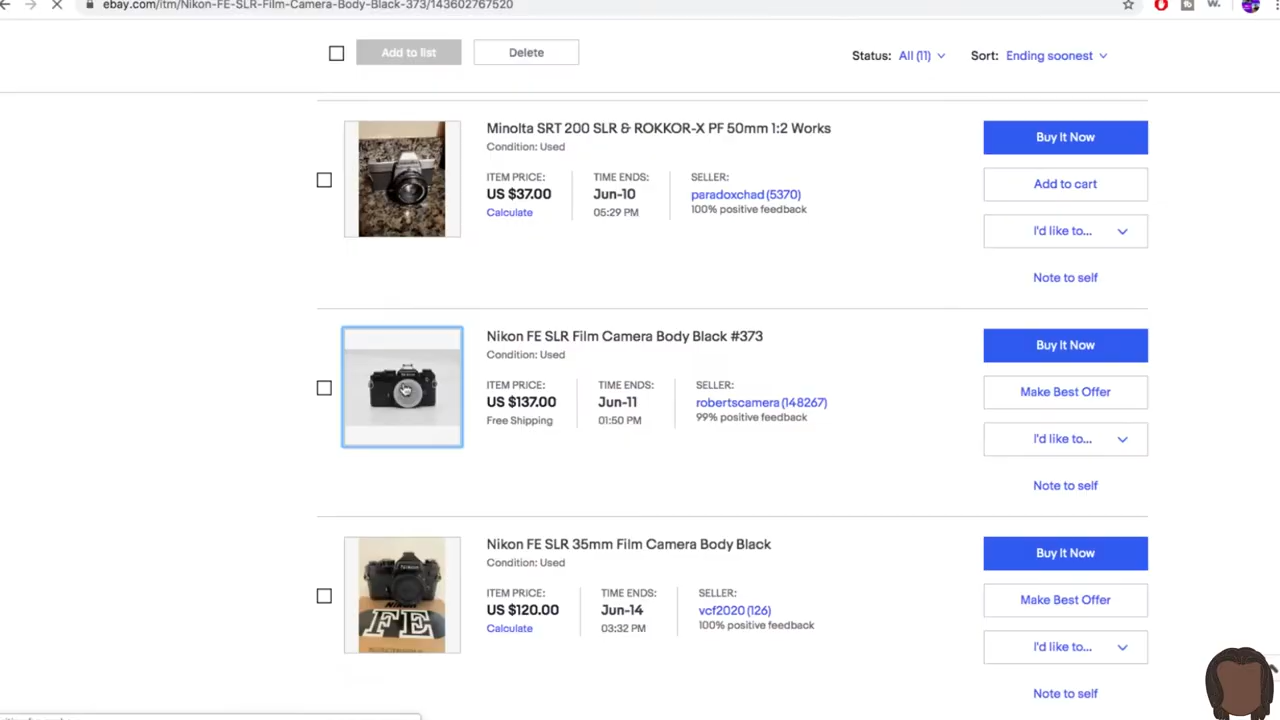 ebay.com/itm/Nikon-FE-SLR-Film-Camera-Body-Black-373/143602767520
Add to list
Delete
Status: All (11)
Sort: Ending soonest
Minolta SRT 200 SLR & ROKKOR-X PF 50mm 1:2 Works
Condition: Used
ITEM PRICE:
US $37.00
Calculate
TIME ENDS:
Jun-10
05:29 PM
SELLER:
paradoxchad (5370)
100% positive feedback
Buy It Now
Add to cart
I'd like to...
Note to self
Nikon FE SLR Film Camera Body Black #373
Condition: Used
ITEM PRICE:
US $137.00
Free Shipping
TIME ENDS:
Jun-11
01:50 PM
SELLER:
robertscamera (148267)
99% positive feedback
Buy It Now
Make Best Offer
I'd like to...
Note to self
FE
Nikon FE SLR 35mm Film Camera Body Black
Condition: Used
ITEM PRICE:
US $120.00
Calculate
TIME ENDS:
Jun-14
03:32 PM
SELLER:
vcf2020 (126)
100% positive feedback
Buy It Now
Make Best Offer
I'd like to...
Note to self